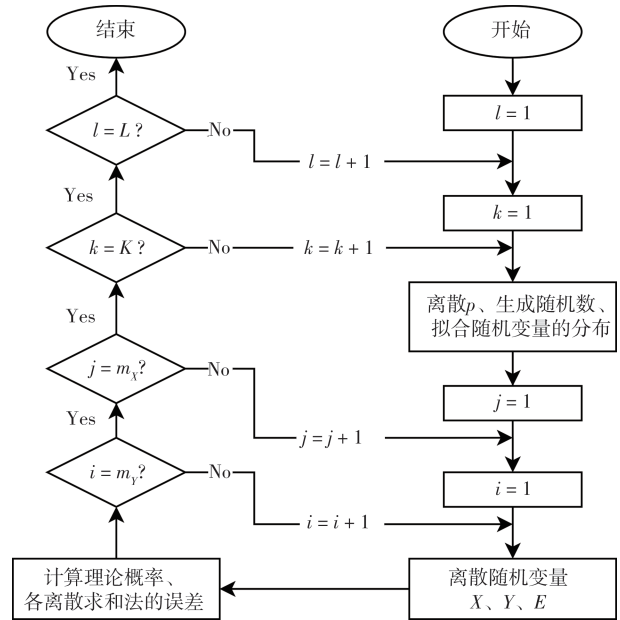 结束
开始
Yes
l = 1
l = L ?
No
l = l + 1
Yes
k = 1
k = K ?
No
k = k + 1
离散p、生成随机数、
拟合随机变量的分布
Yes
j = m_X?
No
j = 1
Yes
j = j + 1
i = m_Y?
No
i = 1
i = i + 1
计算理论概率、
各离散求和法的误差
离散随机变量
X、Y、E